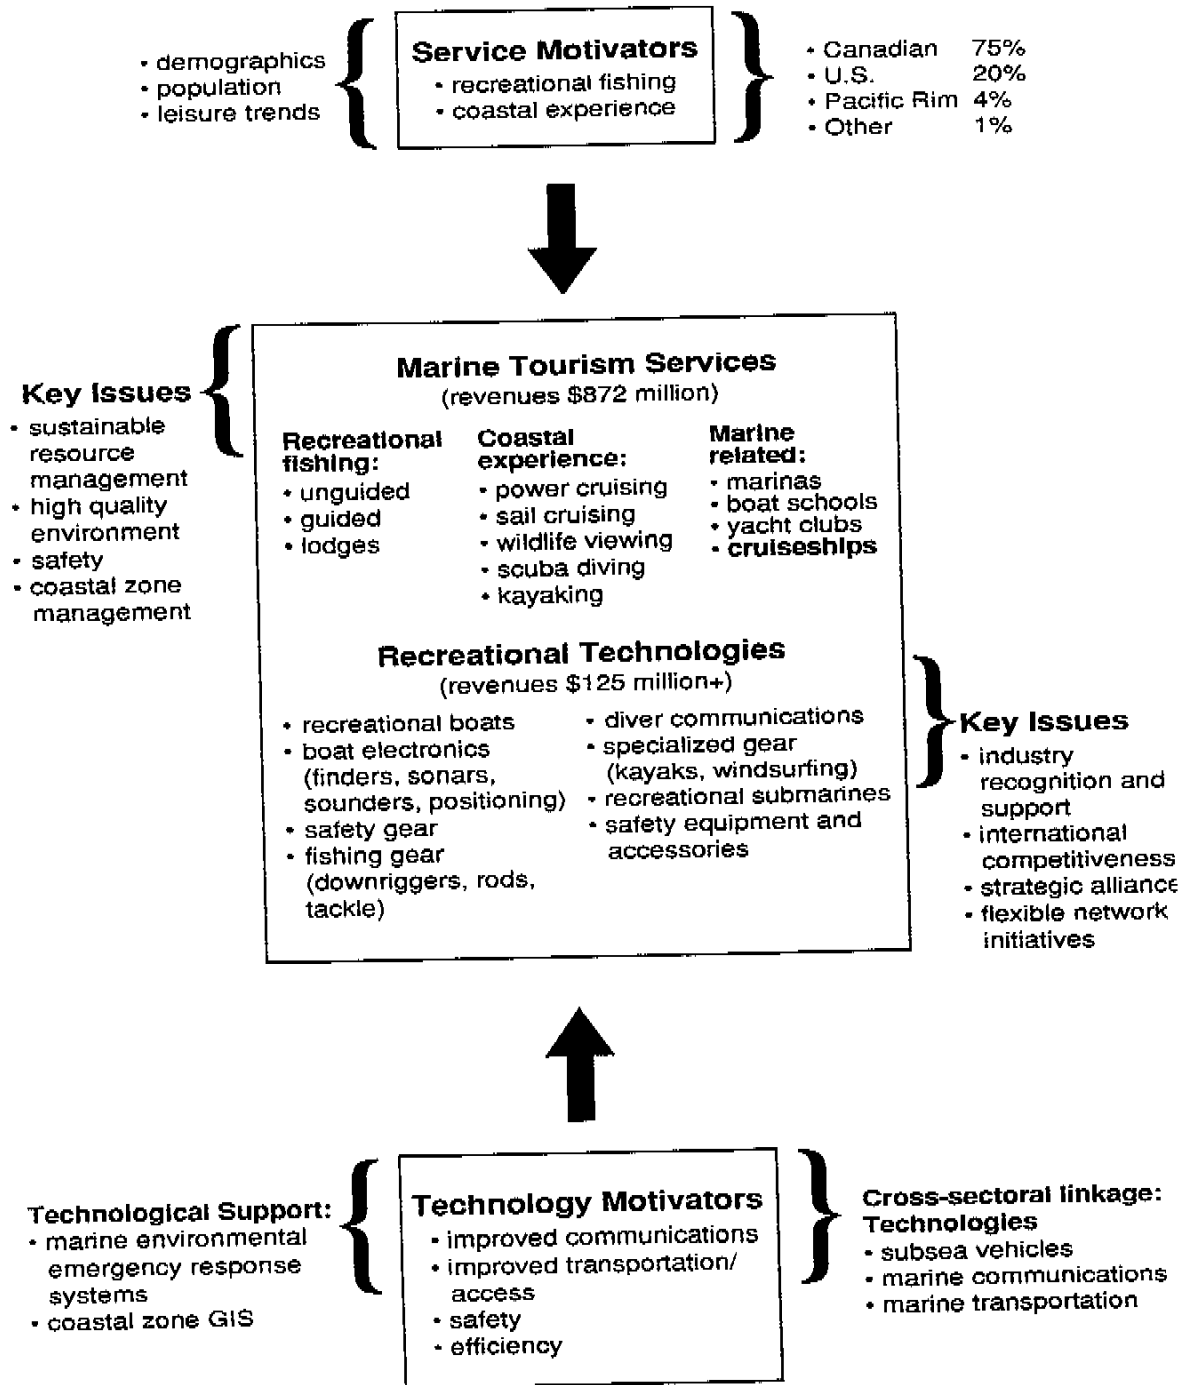 • demographics
• population
• leisure trends
Service Motivators
• recreational fishing
• coastal experience
• Canadian 75%
• U.S. 20%
• Pacific Rim 4%
• Other 1%
Key Issues
• sustainable
resource
management
• high quality
environment
• safety
• coastal zone
management
Marine Tourism Services
(revenues $872 million)
Recreational
fishing:
• unguided
• guided
• lodges
Coastal
experience:
• power cruising
• sail cruising
• wildlife viewing
• scuba diving
• kayaking
Marine
related:
• marinas
• boat schools
• yacht clubs
• cruiseships
Recreational Technologies
(revenues $125 million+)
• recreational boats
• boat electronics
(finders, sonars,
sounders, positioning)
• safety gear
• fishing gear
(downriggers, rods,
tackle)
• diver communications
• specialized gear
(kayaks, windsurfing)
• recreational submarines
• safety equipment and
accessories
Key Issues
• industry
recognition and
support
• international
competitiveness
• strategic alliance
• flexible network
initiatives
Technological Support:
• marine environmental
emergency response
systems
• coastal zone GIS
Technology Motivators
• improved communications
• improved transportation/
access
• safety
• efficiency
Cross-sectoral linkage:
Technologies
• subsea vehicles
• marine communications
• marine transportation